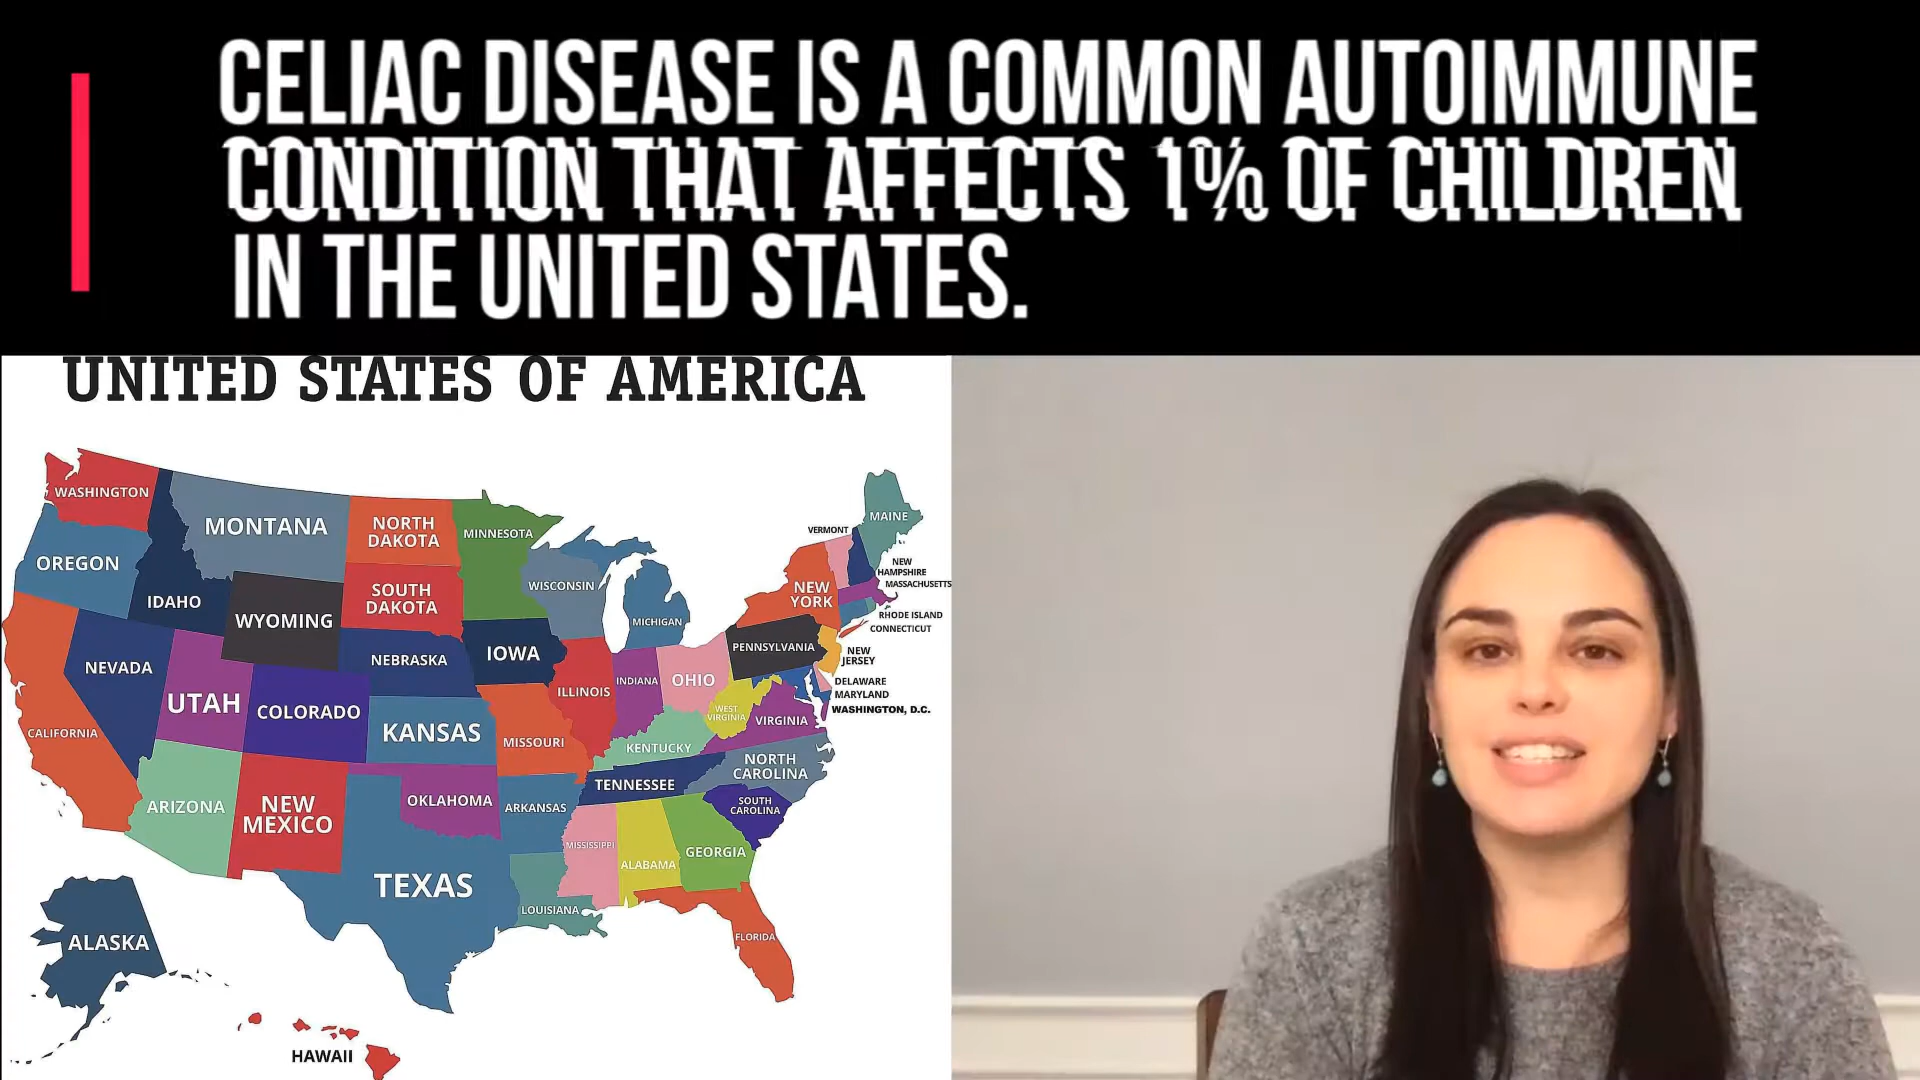 CELIAC DISEASE IS A COMMON AUTOIMMUNE
CONDITION THAT AFFECTS 1% OF CHILDREN
IN THE UNITED STATES.
UNITED STATES OF AMERICA
WASHINGTON
MONTANA
NORTH
DAKOTA
MINNESOTA
MAINE
VERMONT
NEW
HAMPSHIRE
MASSACHUSETTS
OREGON
IDAHO
WYOMING
SOUTH
DAKOTA
WISCONSIN
MICHIGAN
NEW
YORK
RHODE ISLAND
CONNECTICUT
NEVADA
UTAH
COLORADO
NEBRASKA
IOWA
ILLINOIS
INDIANA
OHIO
PENNSYLVANIA
NEW
JERSEY
DELAWARE
MARYLAND
WASHINGTON, D.C.
CALIFORNIA
KANSAS
MISSOURI
KENTUCKY
WEST
VIRGINIA
VIRGINIA
ARIZONA
NEW
MEXICO
OKLAHOMA
ARKANSAS
TENNESSEE
NORTH
CAROLINA
SOUTH
CAROLINA
TEXAS
LOUISIANA
MISSISSIPPI
ALABAMA
GEORGIA
FLORIDA
ALASKA
HAWAII